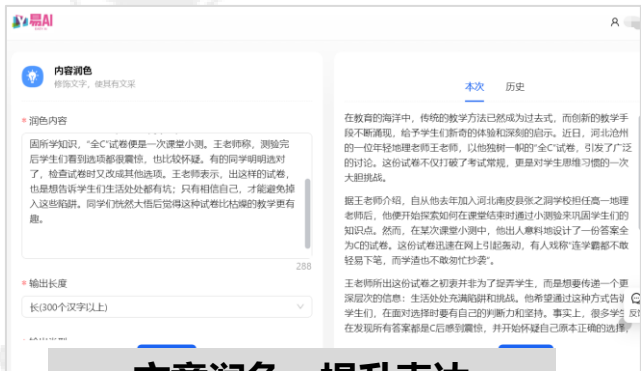 易AI
内容润色
修饰文字，使其有文采
本次 历史
* 润色内容
固所学知识，“全C”试卷便是一次课堂小测。王老师称，测验完
后学生们看到选项都很震惊，也比较怀疑。有的同学明明选对
了，检查试卷时又改成其他选项。王老师表示，出这样的试卷，
也是想告诉学生们生活处处都有坑；只有相信自己，才能避免掉
入这些陷阱。同学们恍然大悟后觉得这种试卷比枯燥的教学更有
趣。
288
* 输出长度
长(300个汉字以上)
在教育的海洋中，传统的教学方法已然成为过去式，而创新的教学手
段不断涌现，给予学生们新奇的体验和深刻的启示。近日，河北沧州
的一位年轻地理老师王老师，以他独树一帜的“全C”试卷，引发了广泛
的讨论。这份试卷不仅打破了考试常规，更是对学生思维习惯的一次
大胆挑战。
据王老师介绍，自从他去年加入河北南皮县张之洞学校担任高一地理
老师后，他便开始探索如何在课堂结束时通过小测验来巩固学生们的
知识点。然而，在某次课堂小测中，他出人意料地设计了一份答案全
为C的试卷。这份试卷迅速在网上引起轰动，有人戏称“连学霸都不敢
轻易下笔，而学渣也不敢匆忙抄袭”。
王老师所出这份试卷之初衷并非为了捉弄学生，而是想要传递一个更
深层次的信息：生活处处充满陷阱和挑战。他希望通过这种方式告诉
学生们，在面对选择时要有自己的判断力和坚持。事实上，很多学生
在发现所有答案都是C后感到震惊，并开始怀疑自己原本正确的选择
文章润色 提升表达